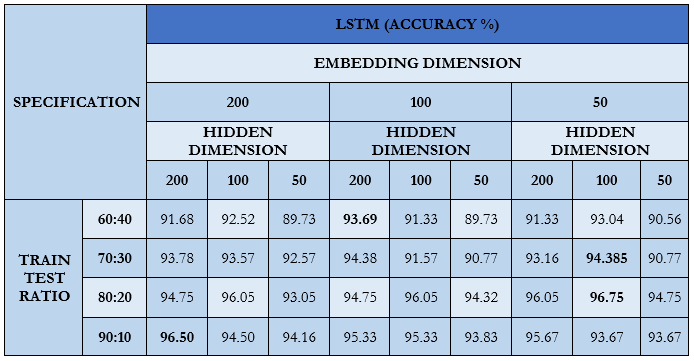 LSTM (ACCURACY %)
SPECIFICATION
EMBEDDING DIMENSION
200 100 50
HIDDEN DIMENSION HIDDEN DIMENSION HIDDEN DIMENSION
200 100 50 200 100 50 200 100 50
TRAIN TEST RATIO
60:40 91.68 92.52 89.73 93.69 91.33 89.73 91.33 93.04 90.56
70:30 93.78 93.57 92.57 94.38 91.57 90.77 93.16 94.385 90.77
80:20 94.75 96.05 93.05 94.75 96.05 94.32 96.05 96.75 94.75
90:10 96.50 94.50 94.16 95.33 95.33 93.83 95.67 93.67 93.67